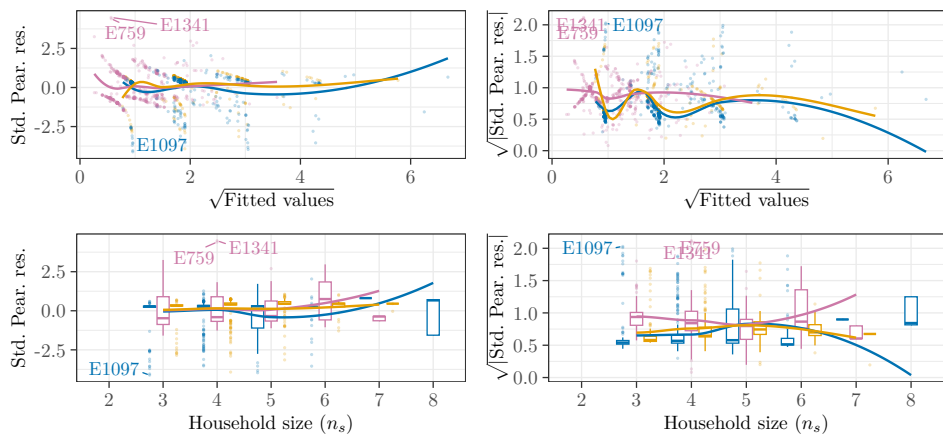 Std. Pear. res.
2.5
0.0
-2.5
E1341
E759
E1097
0 2 4 6
√Fitted values
√|Std. Pear. res.|
2.0
1.5
1.0
0.5
0.0
E1341
E759
E1097
0 2 4 6
√Fitted values
Std. Pear. res.
2.5
0.0
-2.5
E1341
E759
E1097
2 3 4 5 6 7 8
Household size (nₛ)
√|Std. Pear. res.|
2.0
1.5
1.0
0.5
0.0
E1097
E759
E1341
2 3 4 5 6 7 8
Household size (nₛ)